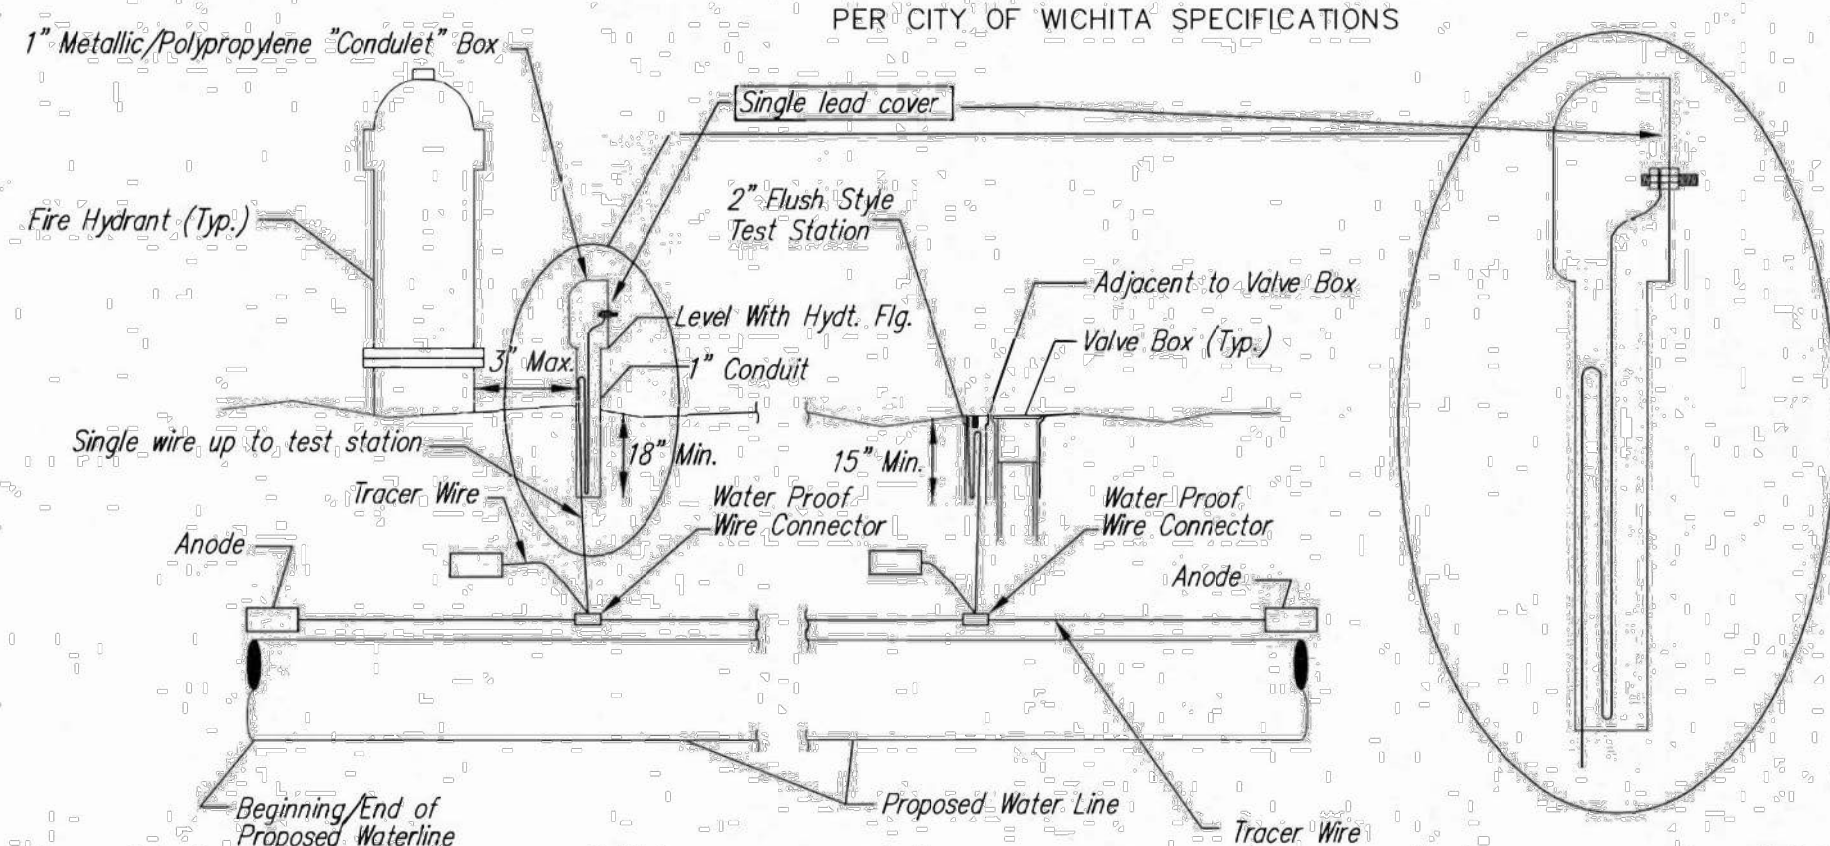 PER CITY OF WICHITA SPECIFICATIONS
1" Metallic/Polypropylene "Condulet" Box
Single lead cover
Fire Hydrant (Typ.)
2" Flush Style
Test Station
Adjacent to Valve Box
Level With Hydt. Flg.
Valve Box (Typ.)
3" Max.
1" Conduit
Single wire up to test station
18" Min.
15" Min.
Tracer Wire
Water Proof
Wire Connector
Water Proof
Wire Connector
Anode
Anode
Beginning/End of
Proposed Waterline
Proposed Water Line
Tracer Wire